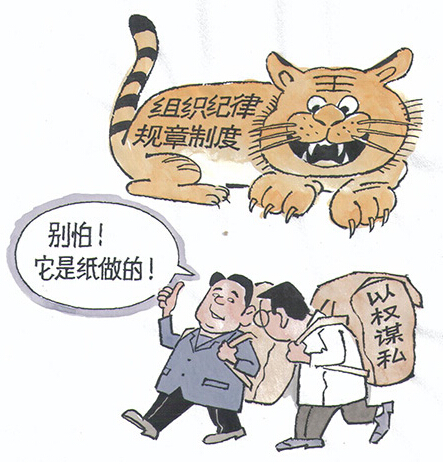 组织纪律
规章制度
别怕！
它是纸做的！
以权谋私